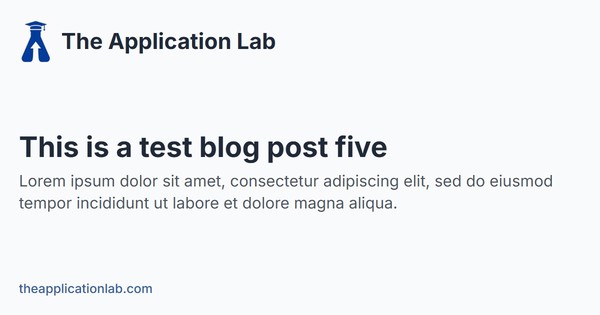 The Application Lab
This is a test blog post five
Lorem ipsum dolor sit amet, consectetur adipiscing elit, sed do eiusmod
tempor incididunt ut labore et dolore magna aliqua.
theapplicationlab.com